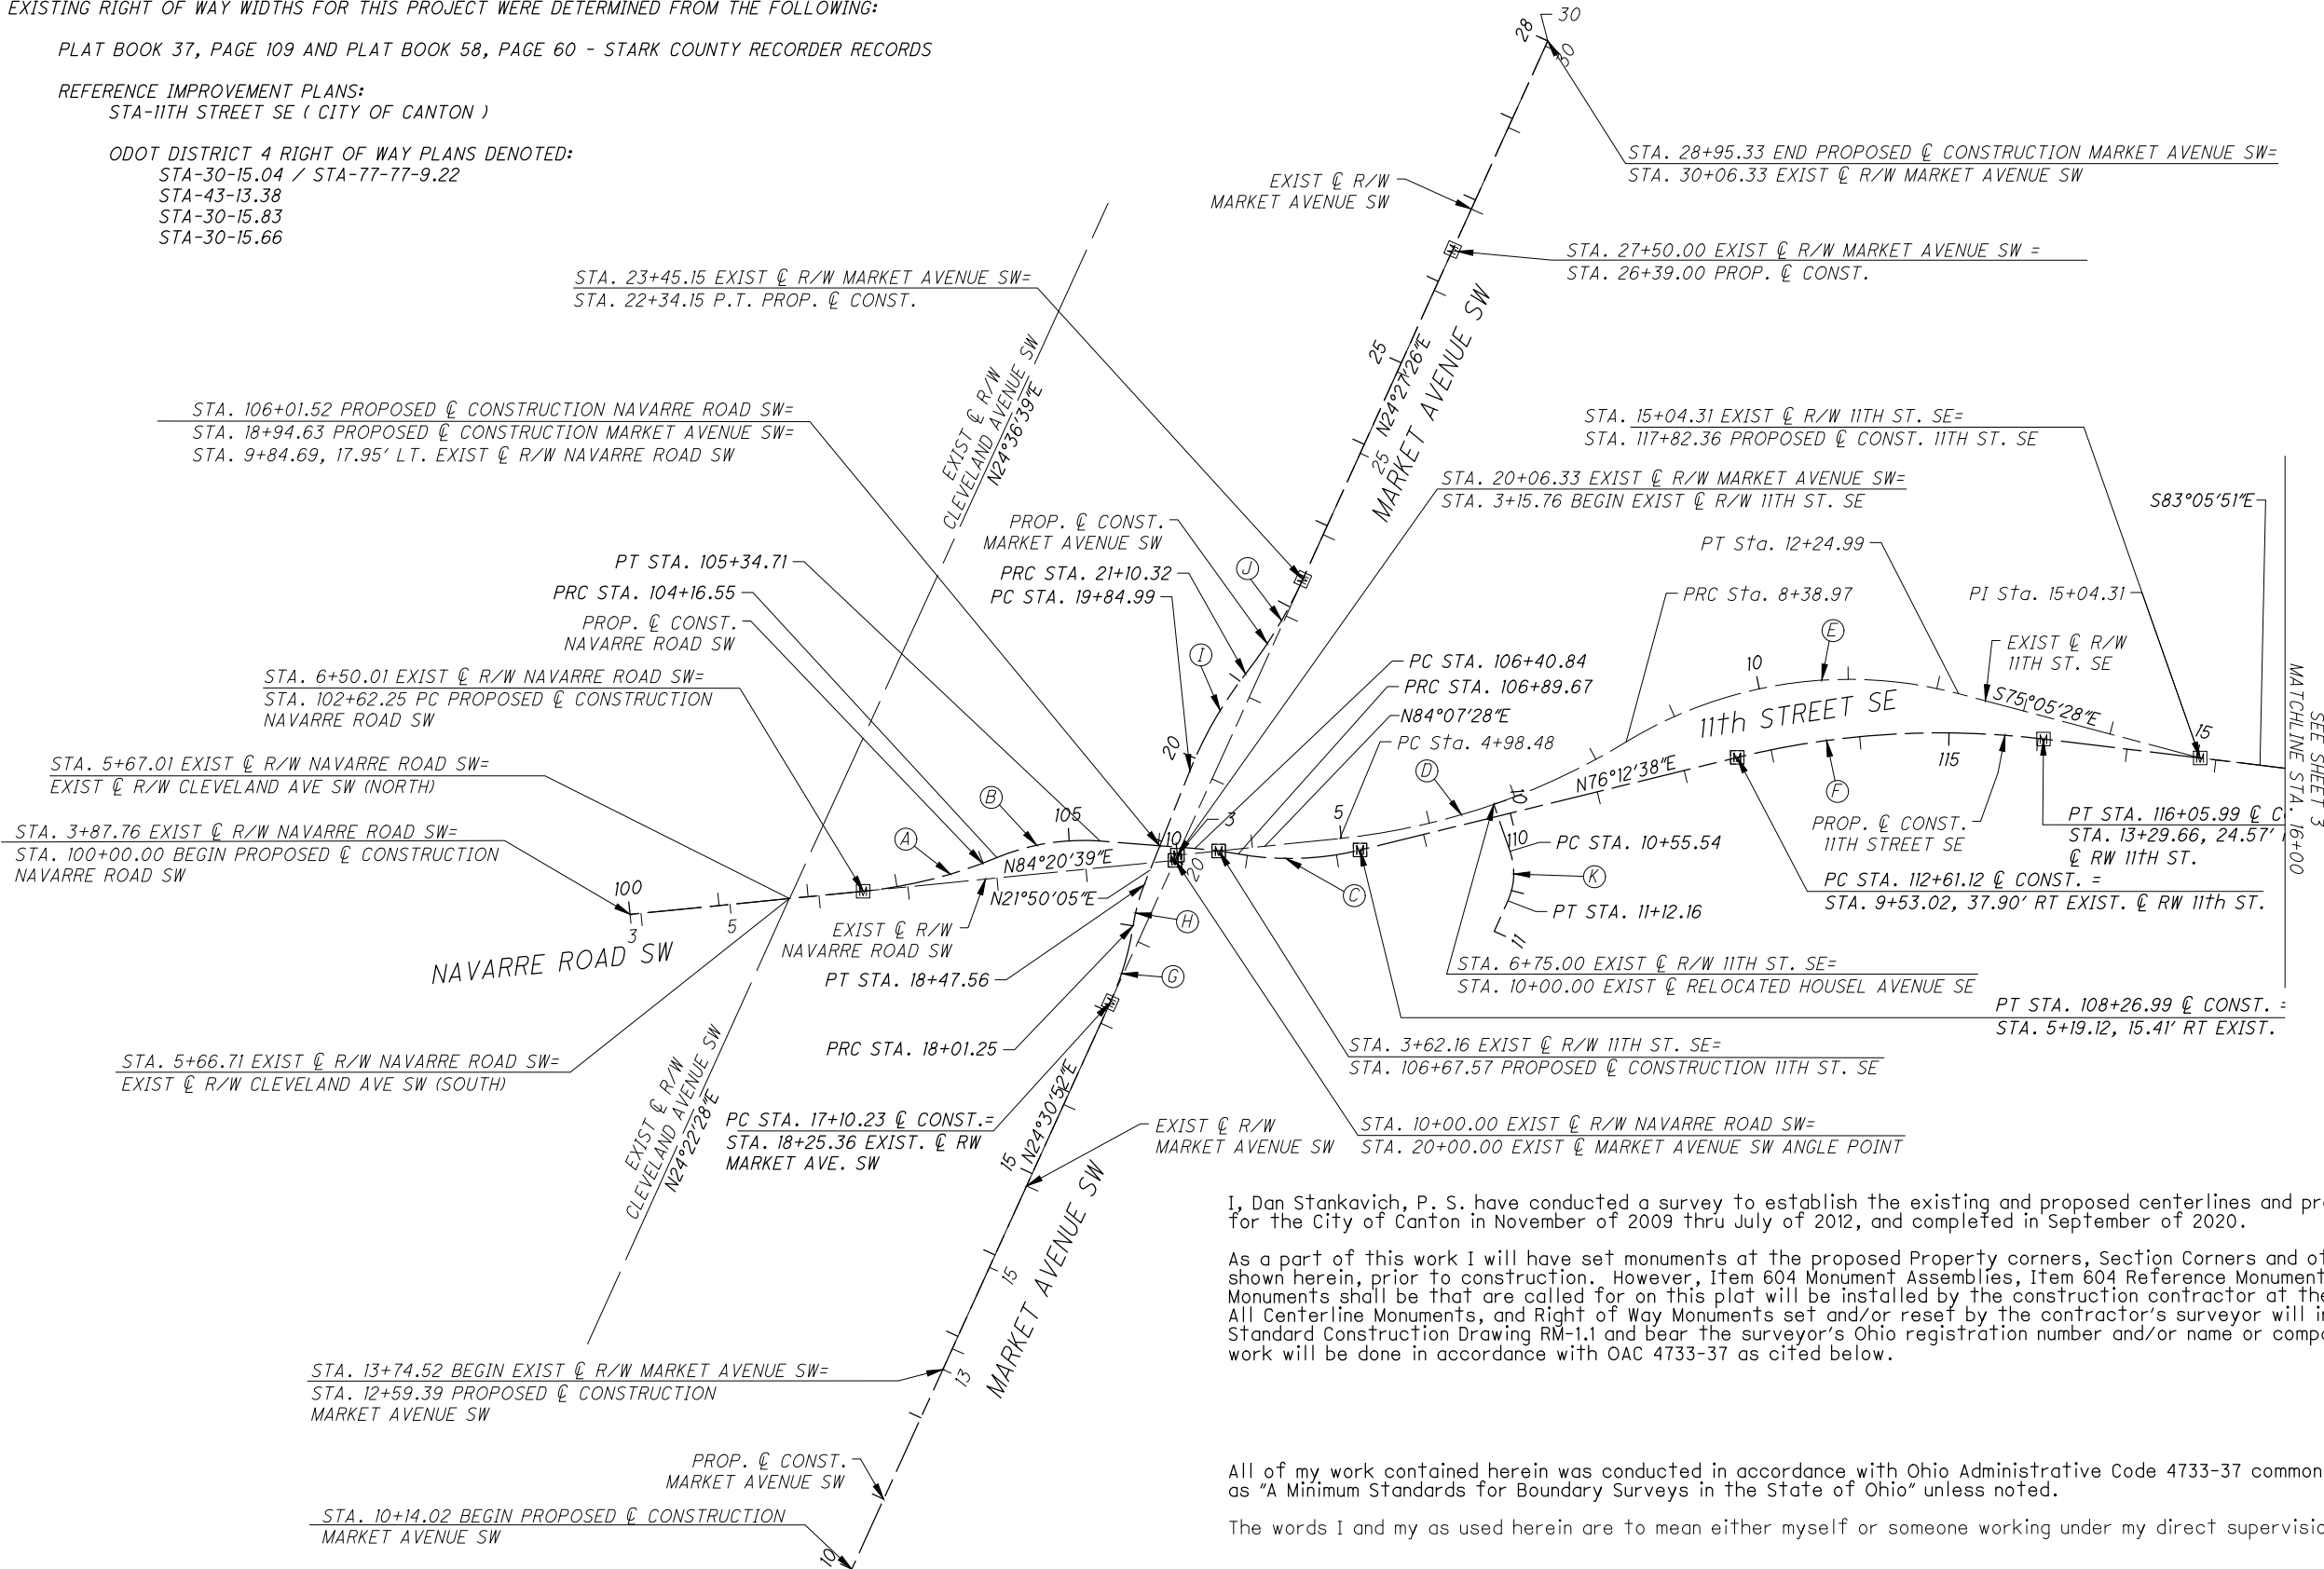 EXISTING RIGHT OF WAY WIDTHS FOR THIS PROJECT WERE DETERMINED FROM THE FOLLOWING:
PLAT BOOK 37, PAGE 109 AND PLAT BOOK 58, PAGE 60 - STARK COUNTY RECORDER RECORDS
REFERENCE IMPROVEMENT PLANS:
STA-11TH STREET SE ( CITY OF CANTON )
ODOT DISTRICT 4 RIGHT OF WAY PLANS DENOTED:
STA-30-15.04 / STA-77-77-9.22
STA-43-13.38
STA-30-15.83
STA-30-15.66
28
30
30
STA. 28+95.33 END PROPOSED ℄ CONSTRUCTION MARKET AVENUE SW=
STA. 30+06.33 EXIST ℄ R/W MARKET AVENUE SW
EXIST ℄ R/W
MARKET AVENUE SW
STA. 27+50.00 EXIST ℄ R/W MARKET AVENUE SW =
STA. 26+39.00 PROP. ℄ CONST.
STA. 23+45.15 EXIST ℄ R/W MARKET AVENUE SW=
STA. 22+34.15 P.T. PROP. ℄ CONST.
25
N24°27'26"E
25
MARKET AVENUE SW
EXIST ℄ R/W
CLEVELAND AVENUE SW
N24°36'39"E
STA. 106+01.52 PROPOSED ℄ CONSTRUCTION NAVARRE ROAD SW=
STA. 18+94.63 PROPOSED ℄ CONSTRUCTION MARKET AVENUE SW=
STA. 9+84.69, 17.95' LT. EXIST ℄ R/W NAVARRE ROAD SW
STA. 15+04.31 EXIST ℄ R/W 11TH ST. SE=
STA. 117+82.36 PROPOSED ℄ CONST. 11TH ST. SE
STA. 20+06.33 EXIST ℄ R/W MARKET AVENUE SW=
STA. 3+15.76 BEGIN EXIST ℄ R/W 11TH ST. SE
S83°05'51"E
PROP. ℄ CONST.
MARKET AVENUE SW
PT Sta. 12+24.99
PT STA. 105+34.71
PRC STA. 21+10.32
PC STA. 19+84.99
J
PRC STA. 104+16.55
PRC Sta. 8+38.97
PI Sta. 15+04.31
PROP. ℄ CONST.
NAVARRE ROAD SW
E
EXIST ℄ R/W
11TH ST. SE
I
PC STA. 106+40.84
PRC STA. 106+89.67
N84°07'28"E
PC Sta. 4+98.48
10
S75°05'28"E
11th STREET SE
MATCHLINE STA. 16+00
SEE SHEET 3
STA. 6+50.01 EXIST ℄ R/W NAVARRE ROAD SW=
STA. 102+62.25 PC PROPOSED ℄ CONSTRUCTION
NAVARRE ROAD SW
20
15
M
M
M
M
115
STA. 5+67.01 EXIST ℄ R/W NAVARRE ROAD SW=
EXIST ℄ R/W CLEVELAND AVE SW (NORTH)
B
105
D
N76°12'38"E
F
A
N84°20'39"E
10
3
5
10
PROP. ℄ CONST.
11TH STREET SE
PT STA. 116+05.99 ℄ C
STA. 13+29.66, 24.57'
℄ RW 11TH ST.
STA. 3+87.76 EXIST ℄ R/W NAVARRE ROAD SW=
STA. 100+00.00 BEGIN PROPOSED ℄ CONSTRUCTION
NAVARRE ROAD SW
100
3
5
M
M
M
M
M
20
N21°50'05"E
C
10
PC STA. 10+55.54
K
PC STA. 112+61.12 ℄ CONST. =
STA. 9+53.02, 37.90' RT EXIST. ℄ RW 11th ST.
PT STA. 11+12.16
11
NAVARRE ROAD SW
EXIST ℄ R/W
NAVARRE ROAD SW
H
PT STA. 18+47.56
G
STA. 6+75.00 EXIST ℄ R/W 11TH ST. SE=
STA. 10+00.00 EXIST ℄ RELOCATED HOUSEL AVENUE SE
PT STA. 108+26.99 ℄ CONST. =
STA. 5+19.12, 15.41' RT EXIST.
M
PRC STA. 18+01.25
STA. 3+62.16 EXIST ℄ R/W 11TH ST. SE=
STA. 106+67.57 PROPOSED ℄ CONSTRUCTION 11TH ST. SE
STA. 5+66.71 EXIST ℄ R/W NAVARRE ROAD SW=
EXIST ℄ R/W CLEVELAND AVE SW (SOUTH)
EXIST ℄ R/W
CLEVELAND AVENUE SW
N24°22'28"E
PC STA. 17+10.23 ℄ CONST.=
STA. 18+25.36 EXIST. ℄ RW
MARKET AVE. SW
N24°30'52"E
15
EXIST ℄ R/W
MARKET AVENUE SW
STA. 10+00.00 EXIST ℄ R/W NAVARRE ROAD SW=
STA. 20+00.00 EXIST ℄ MARKET AVENUE SW ANGLE POINT
15
MARKET AVENUE SW
I, Dan Stankavich, P. S. have conducted a survey to establish the existing and proposed centerlines and pr
for the City of Canton in November of 2009 thru July of 2012, and completed in September of 2020.
As a part of this work I will have set monuments at the proposed Property corners, Section Corners and ot
shown herein, prior to construction. However, Item 604 Monument Assemblies, Item 604 Reference Monument
Monuments shall be that are called for on this plat will be installed by the construction contractor at the
All Centerline Monuments, and Right of Way Monuments set and/or reset by the contractor's surveyor will in
Standard Construction Drawing RM-1.1 and bear the surveyor's Ohio registration number and/or name or comp
work will be done in accordance with OAC 4733-37 as cited below.
STA. 13+74.52 BEGIN EXIST ℄ R/W MARKET AVENUE SW=
STA. 12+59.39 PROPOSED ℄ CONSTRUCTION
MARKET AVENUE SW
13
PROP. ℄ CONST.
MARKET AVENUE SW
STA. 10+14.02 BEGIN PROPOSED ℄ CONSTRUCTION
MARKET AVENUE SW
10
All of my work contained herein was conducted in accordance with Ohio Administrative Code 4733-37 common
as "A Minimum Standards for Boundary Surveys in the State of Ohio" unless noted.
The words I and my as used herein are to mean either myself or someone working under my direct supervisio